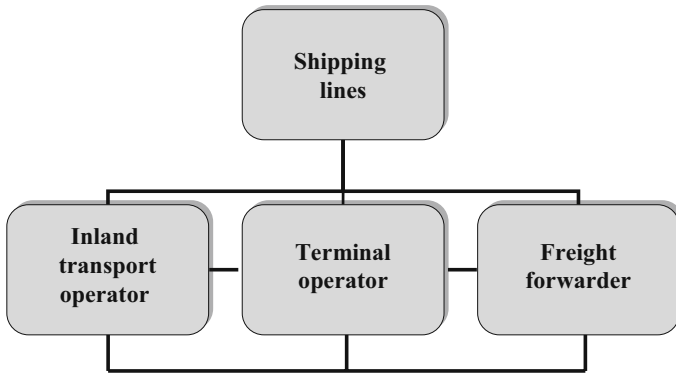 Shipping
lines
Inland
transport
operator
Terminal
operator
Freight
forwarder